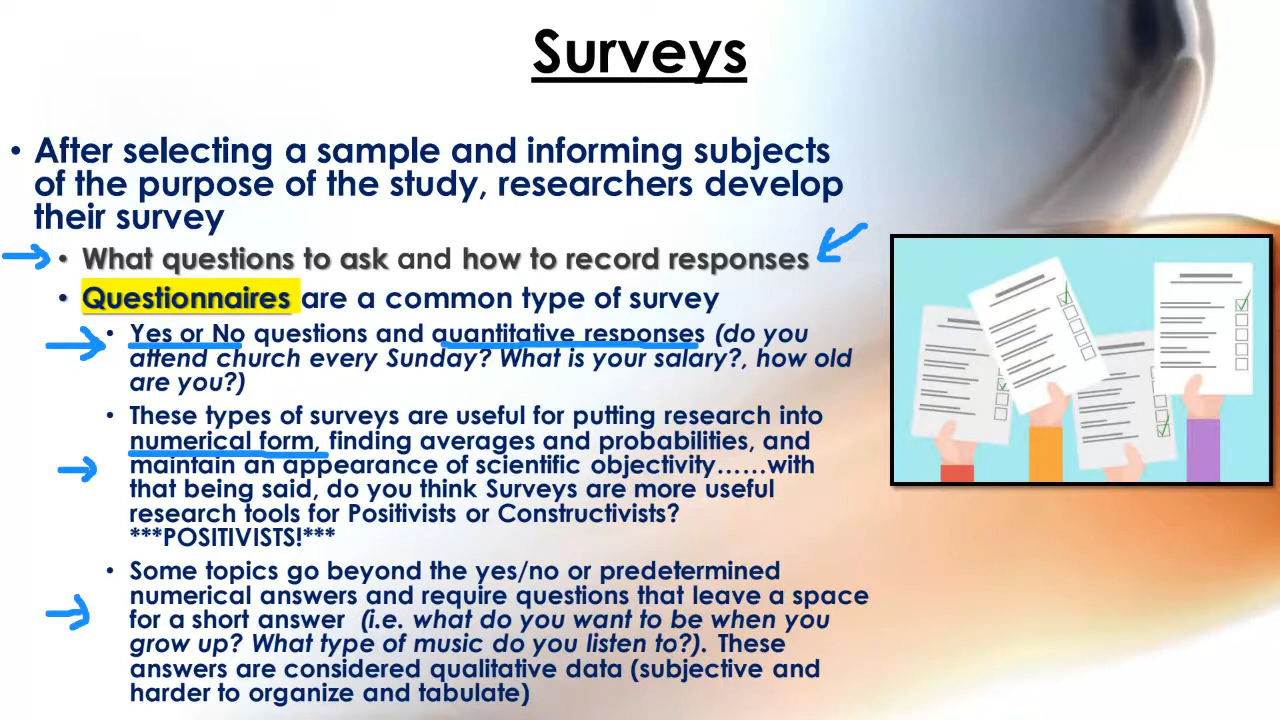 Surveys
• After selecting a sample and informing subjects
of the purpose of the study, researchers develop
their survey
• What questions to ask and how to record responses
• Questionnaires are a common type of survey
• Yes or No questions and quantitative responses (do you
attend church every Sunday? What is your salary?, how old
are you?)
• These types of surveys are useful for putting research into
numerical form, finding averages and probabilities, and
maintain an appearance of scientific objectivity……with
that being said, do you think Surveys are more useful
research tools for Positivists or Constructivists?
***POSITIVISTS!***
• Some topics go beyond the yes/no or predetermined
numerical answers and require questions that leave a space
for a short answer (i.e. what do you want to be when you
grow up? What type of music do you listen to?). These
answers are considered qualitative data (subjective and
harder to organize and tabulate)